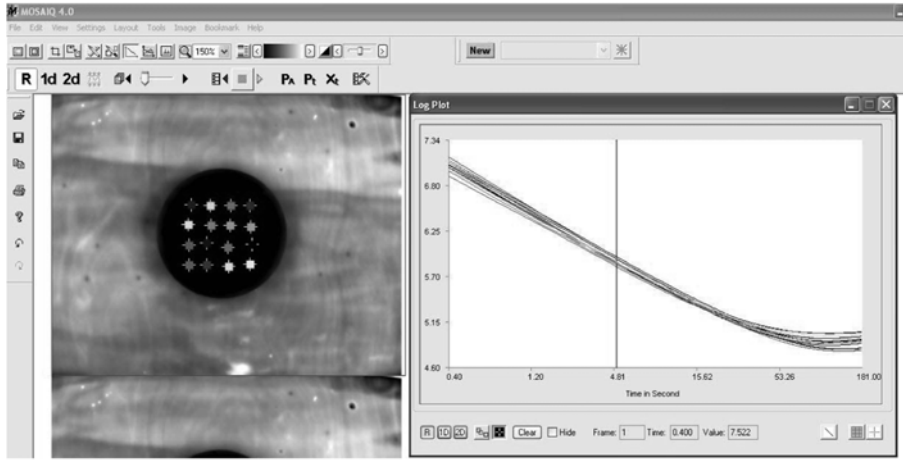 MOSAIQ 4.0
File Edit View Settings Layout Tools Image Bookmark Help
150% New
R 1d 2d PA Pt Xt
Log Plot
7.34
6.80
6.25
5.70
5.15
4.60
0.40 1.20 4.81 15.62 53.26 181.00
Time in Second
R 1D 2D Clear Hide Frame: 1 Time: 0.400 Value: 7.522